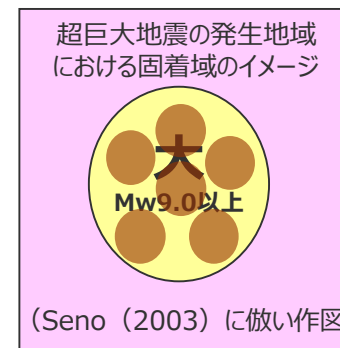 超巨大地震の発生地域
における固着域のイメージ
大
Mw9.0以上
（Seno（2003）に倣い作図